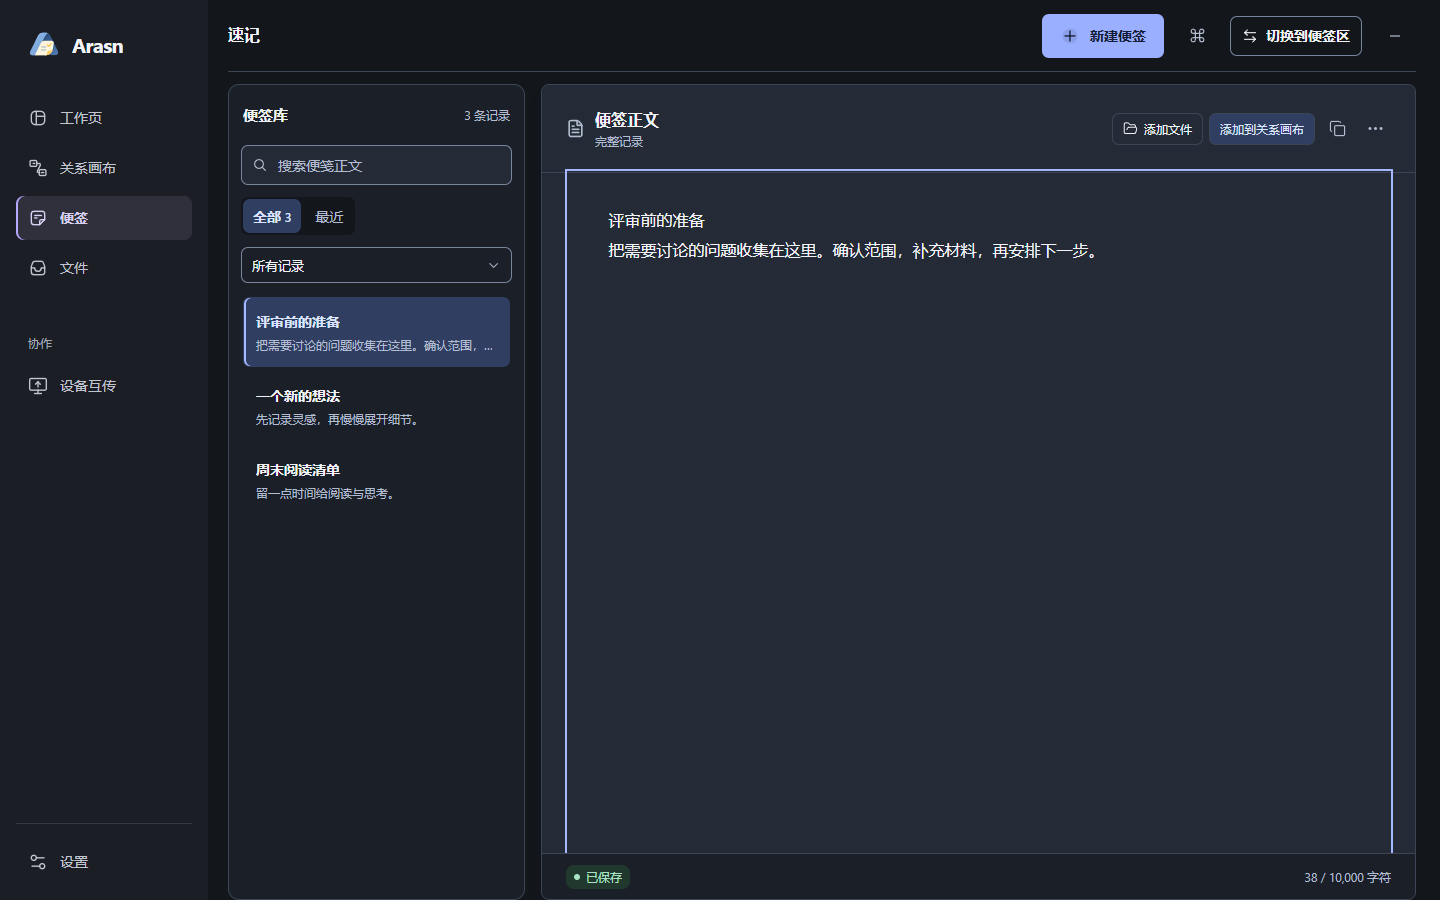 Arasn
工作页
关系画布
便签
文件
协作
设备互传
设置
速记
新建便签
切换到便签区
便签库
3 条记录
搜索便笺正文
全部 3
最近
所有记录
评审前的准备
把需要讨论的问题收集在这里。确认范围，...
一个新的想法
先记录灵感，再慢慢展开细节。
周末阅读清单
留一点时间给阅读与思考。
便签正文
完整记录
添加文件
添加到关系画布
评审前的准备
把需要讨论的问题收集在这里。确认范围，补充材料，再安排下一步。
已保存
38 / 10,000 字符